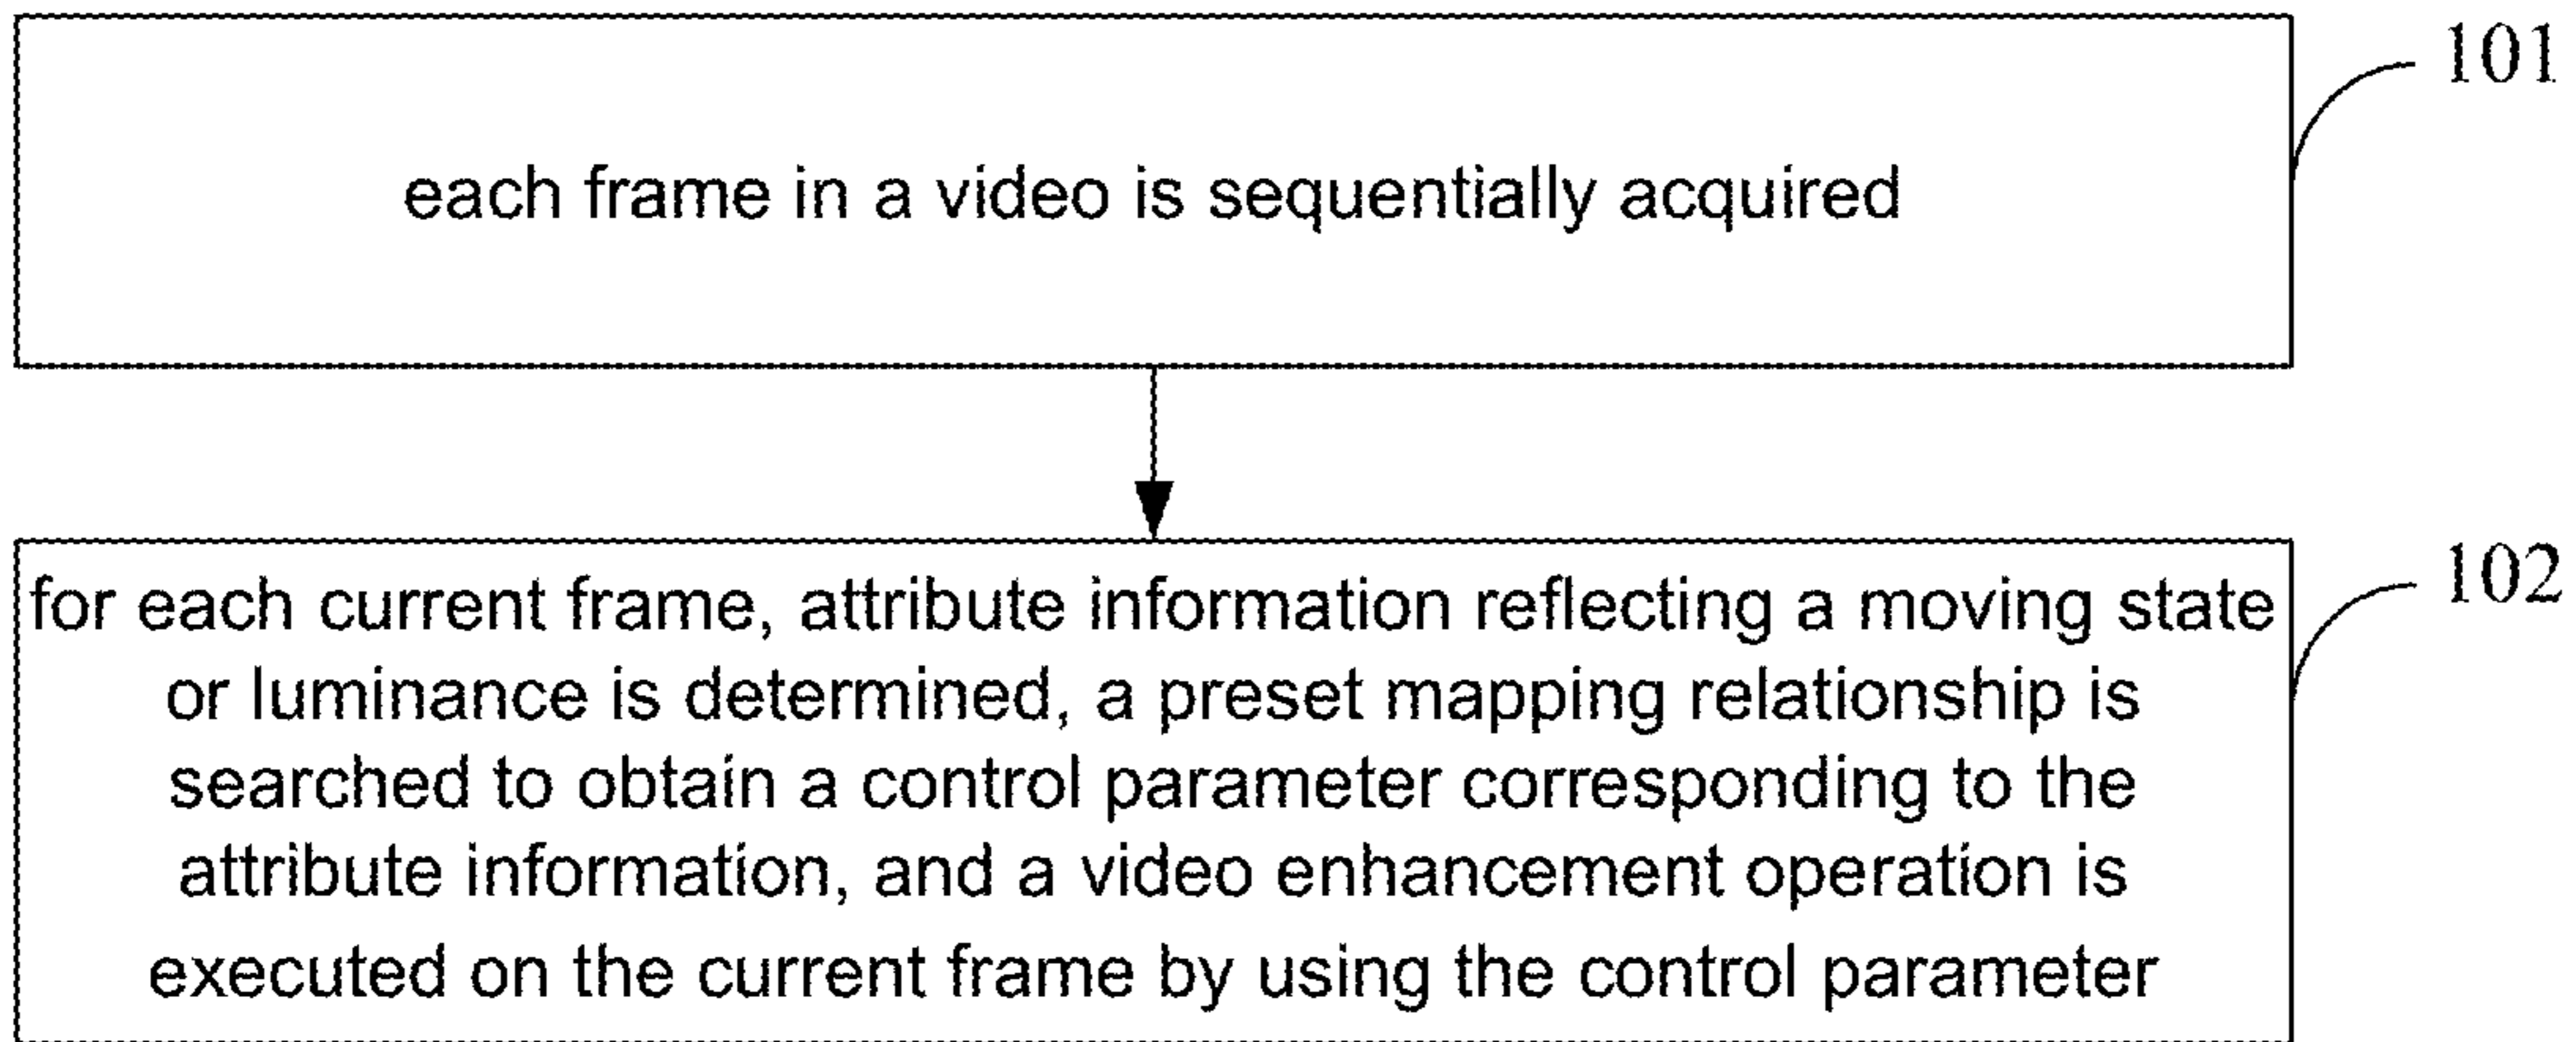 101
each frame in a video is sequentially acquired
102
for each current frame, attribute information reflecting a moving state
or luminance is determined, a preset mapping relationship is
searched to obtain a control parameter corresponding to the
attribute information, and a video enhancement operation is
executed on the current frame by using the control parameter